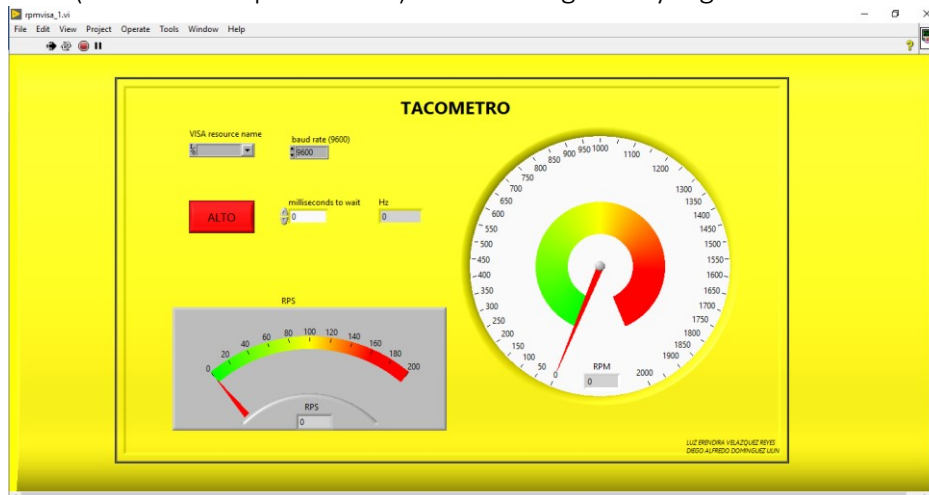 rpmvisa_1.vi
File Edit View Project Operate Tools Window Help
TACOMETRO
VISA resource name
baud rate (9600)
9600
ALTO
milliseconds to wait
0
Hz
0
RPS
0 20 40 60 80 100 120 140 160 180 200
RPS
0
0 50 100 150 200 250 300 350 400 450 500 550 600 650 700 750 800 850 900 950 1000 1100 1200 1300 1350 1400 1450 1500 1550 1600 1650 1700 1750 1800 1850 1900 2000
RPM
0
LUZ ERENDIRA VELAZQUEZ REYES
DIEGO ALFREDO DOMINGUEZ ULIN